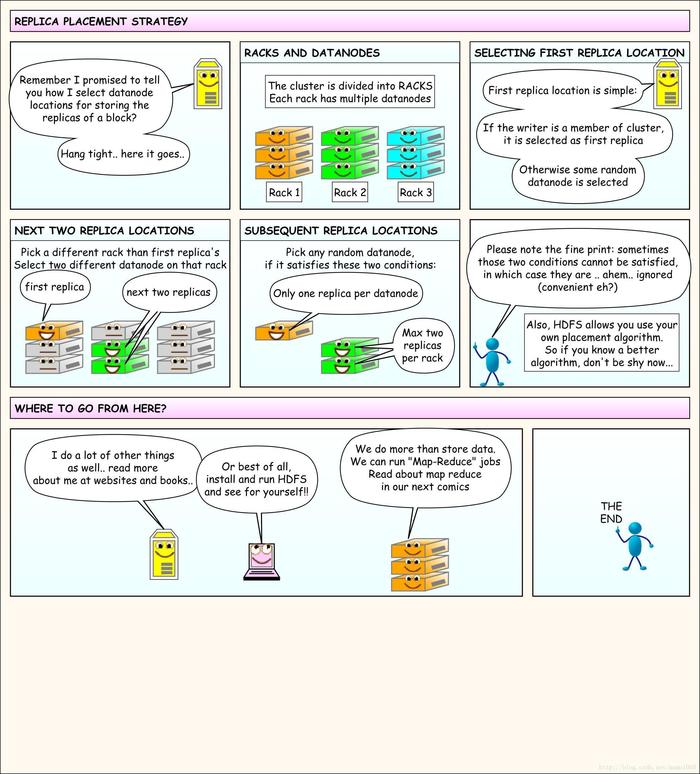 REPLICA PLACEMENT STRATEGY
Remember I promised to tell
you how I select datanode
locations for storing the
replicas of a block?
Hang tight.. here it goes..
RACKS AND DATANODES
The cluster is divided into RACKS
Each rack has multiple datanodes
Rack 1
Rack 2
Rack 3
SELECTING FIRST REPLICA LOCATION
First replica location is simple:
If the writer is a member of cluster,
it is selected as first replica
Otherwise some random
datanode is selected
NEXT TWO REPLICA LOCATIONS
Pick a different rack than first replica's
Select two different datanode on that rack
first replica
next two replicas
SUBSEQUENT REPLICA LOCATIONS
Pick any random datanode,
if it satisfies these two conditions:
Only one replica per datanode
Max two
replicas
per rack
Please note the fine print: sometimes
those two conditions cannot be satisfied,
in which case they are .. ahem.. ignored
(convenient eh?)
Also, HDFS allows you use your
own placement algorithm.
So if you know a better
algorithm, don't be shy now...
WHERE TO GO FROM HERE?
I do a lot of other things
as well.. read more
about me at websites and books..
Or best of all,
install and run HDFS
and see for yourself!!
We do more than store data.
We can run "Map-Reduce" jobs
Read about map reduce
in our next comics
THE
END